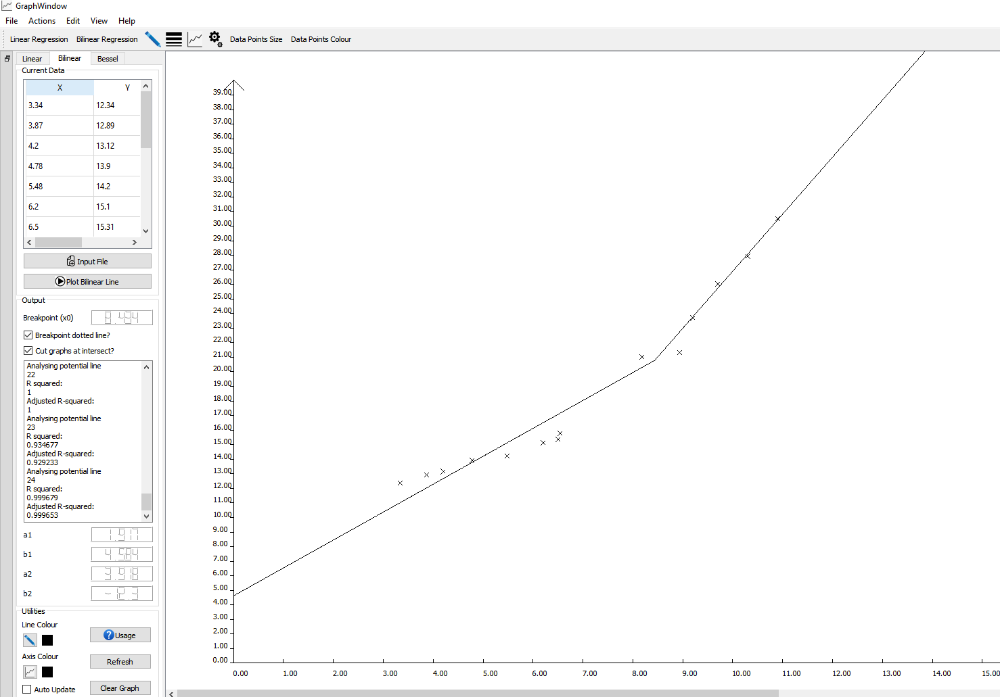 GraphWindow
File Actions Edit View Help
Linear Regression Bilinear Regression Data Points Size Data Points Colour
Linear Bilinear Bessel
Current Data
X Y
3.34 12.34
3.87 12.89
4.2 13.12
4.78 13.9
5.48 14.2
6.2 15.1
6.5 15.31
Input File
Plot Bilinear Line
Output
Breakpoint (x0) 8.434
Breakpoint dotted line?
Cut graphs at intersect?
Analysing potential line
22
R squared:
1
Adjusted R-squared:
1
Analysing potential line
23
R squared:
0.934677
Adjusted R-squared:
0.929233
Analysing potential line
24
R squared:
0.999679
Adjusted R-squared:
0.999653
a1 1.917
b1 4.584
a2 3.918
b2 -12.3
Utilities
Line Colour
Usage
Axis Colour
Refresh
Auto Update
Clear Graph
39.00
38.00
37.00
36.00
35.00
34.00
33.00
32.00
31.00
30.00
29.00
28.00
27.00
26.00
25.00
24.00
23.00
22.00
21.00
20.00
19.00
18.00
17.00
16.00
15.00
14.00
13.00
12.00
11.00
10.00
9.00
8.00
7.00
6.00
5.00
4.00
3.00
2.00
1.00
0.00
0.00 1.00 2.00 3.00 4.00 5.00 6.00 7.00 8.00 9.00 10.00 11.00 12.00 13.00 14.00 15.00